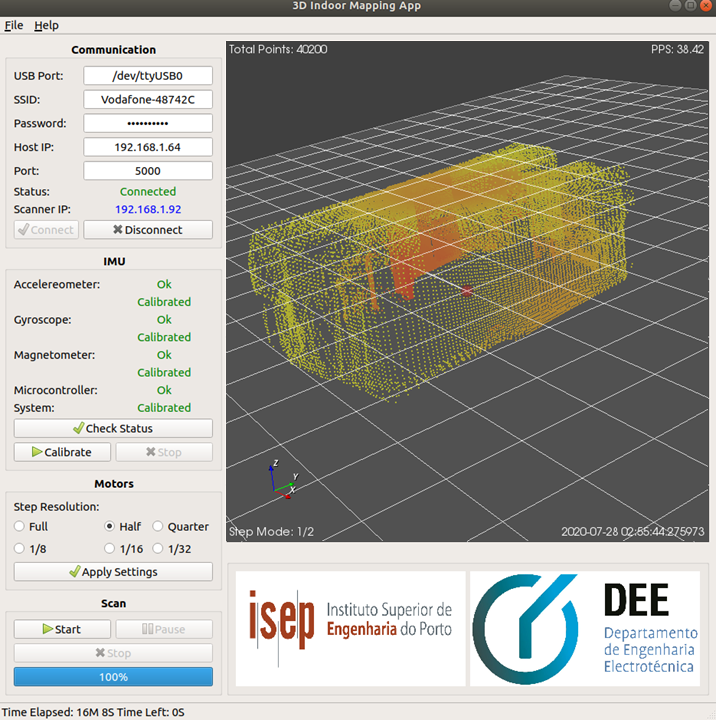 3D Indoor Mapping App
File Help
Communication
USB Port: /dev/ttyUSB0
SSID: Vodafone-48742C
Password: ••••••••••
Host IP: 192.168.1.64
Port: 5000
Status: Connected
Scanner IP: 192.168.1.92
Connect Disconnect
IMU
Accelereometer: Ok
Calibrated
Gyroscope: Ok
Calibrated
Magnetometer: Ok
Calibrated
Microcontroller: Ok
System: Calibrated
Check Status
Calibrate Stop
Motors
Step Resolution:
Full Half Quarter
1/8 1/16 1/32
Apply Settings
Scan
Start Pause
Stop
100%
Time Elapsed: 16M 8S Time Left: 0S
Total Points: 40200 PPS: 38.42
Z
Y
X
Step Mode: 1/2 2020-07-28 02:55:44.275973
isep
Instituto Superior de
Engenharia do Porto
DEE
Departamento
de Engenharia
Electrotécnica